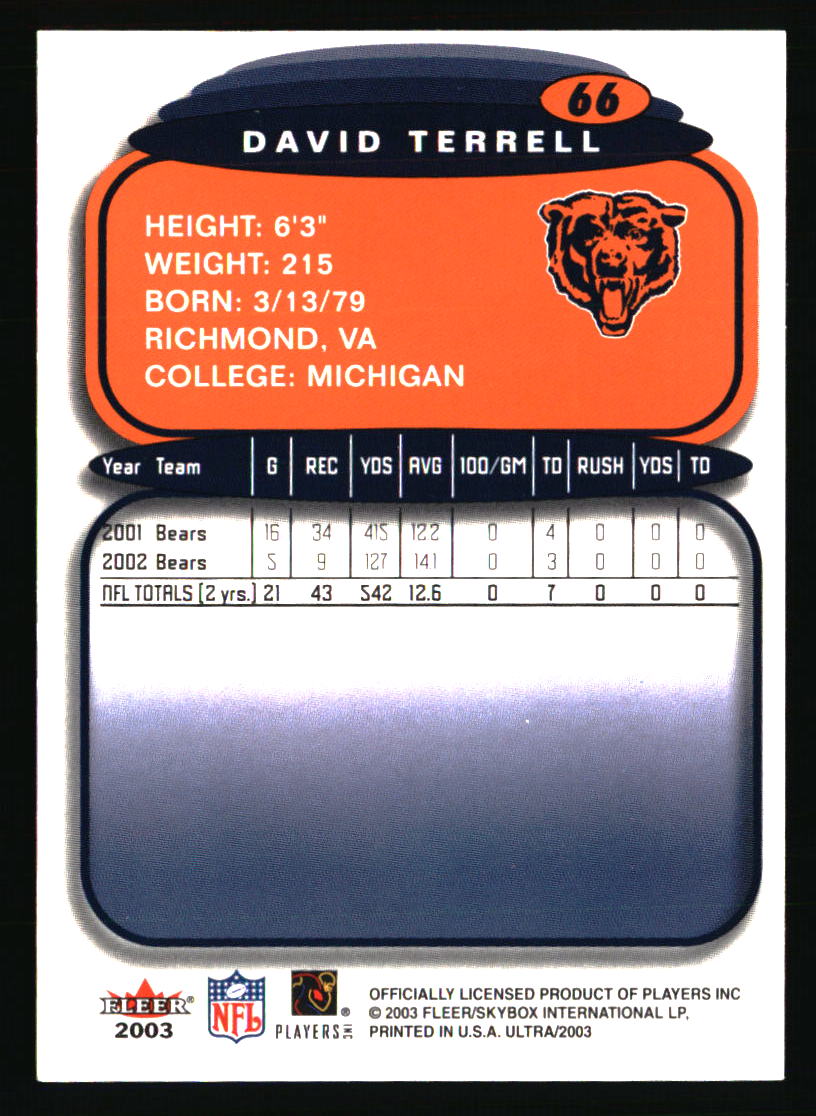 66
DAVID TERRELL
HEIGHT: 6'3"
WEIGHT: 215
BORN: 3/13/79
RICHMOND, VA
COLLEGE: MICHIGAN
Year Team G REC YDS AVG 100/GM TD RUSH YDS TD
2001 Bears 16 34 415 12.2 0 4 0 0 0
2002 Bears 5 9 127 14.1 0 3 0 0 0
NFL TOTALS (2 yrs.) 21 43 542 12.6 0 7 0 0 0
FLEER®
2003
NFL
PLAYERS INC ®
OFFICIALLY LICENSED PRODUCT OF PLAYERS INC
© 2003 FLEER/SKYBOX INTERNATIONAL LP,
PRINTED IN U.S.A. ULTRA/2003